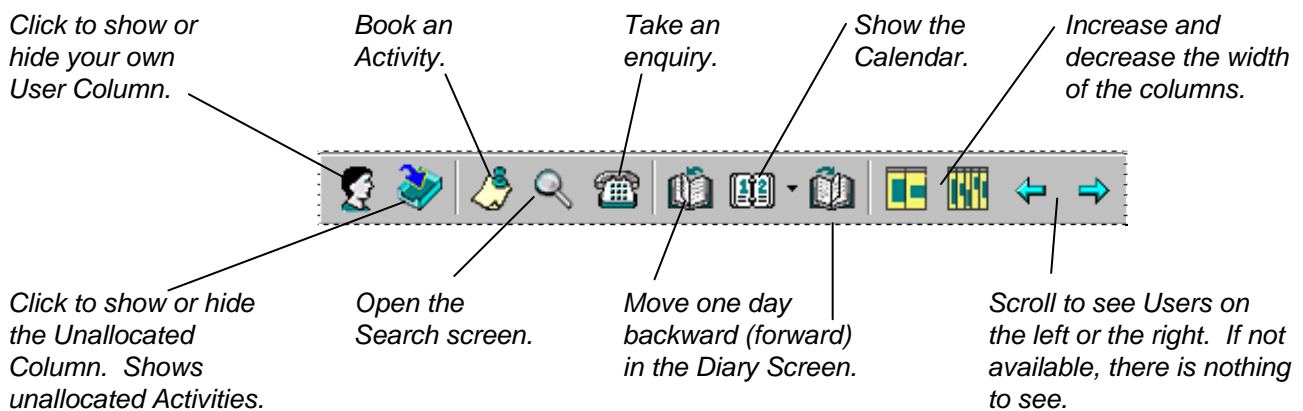 Click to show or
hide your own
User Column.
Book an
Activity.
Take an
enquiry.
Show the
Calendar.
Increase and
decrease the width
of the columns.
1 2
Click to show or hide
the Unallocated
Column.  Shows
unallocated Activities.
Open the
Search screen.
Move one day
backward (forward)
in the Diary Screen.
Scroll to see Users on
the left or the right.  If not
available, there is nothing
to see.